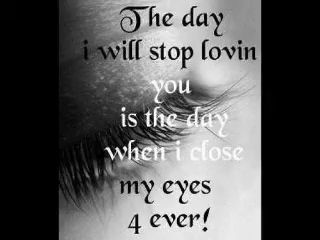 The day
i will stop lovin
you
is the day
when i close
my eyes
4 ever!